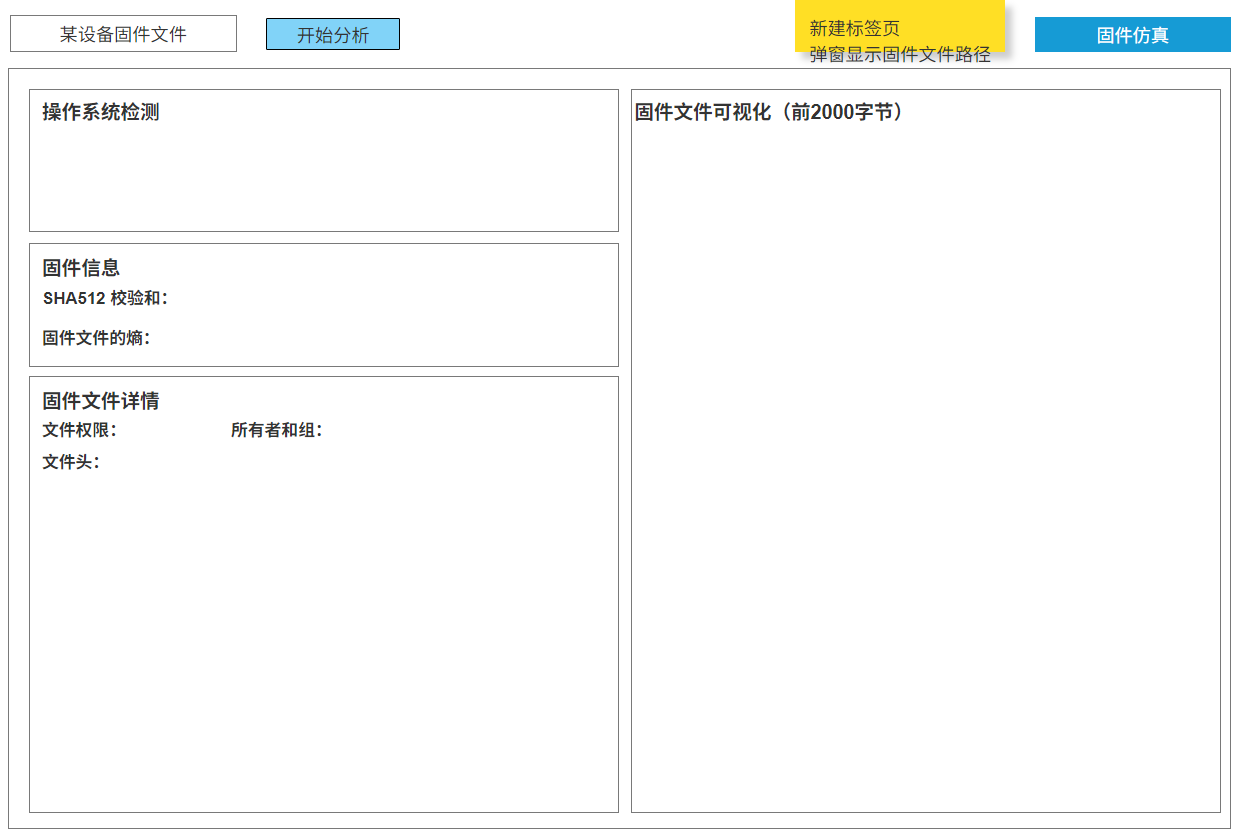 某设备固件文件
开始分析
新建标签页
弹窗显示固件文件路径
固件仿真
操作系统检测
固件信息
SHA512 校验和：
固件文件的熵：
固件文件详情
文件权限： 所有者和组：
文件头：
固件文件可视化（前2000字节）